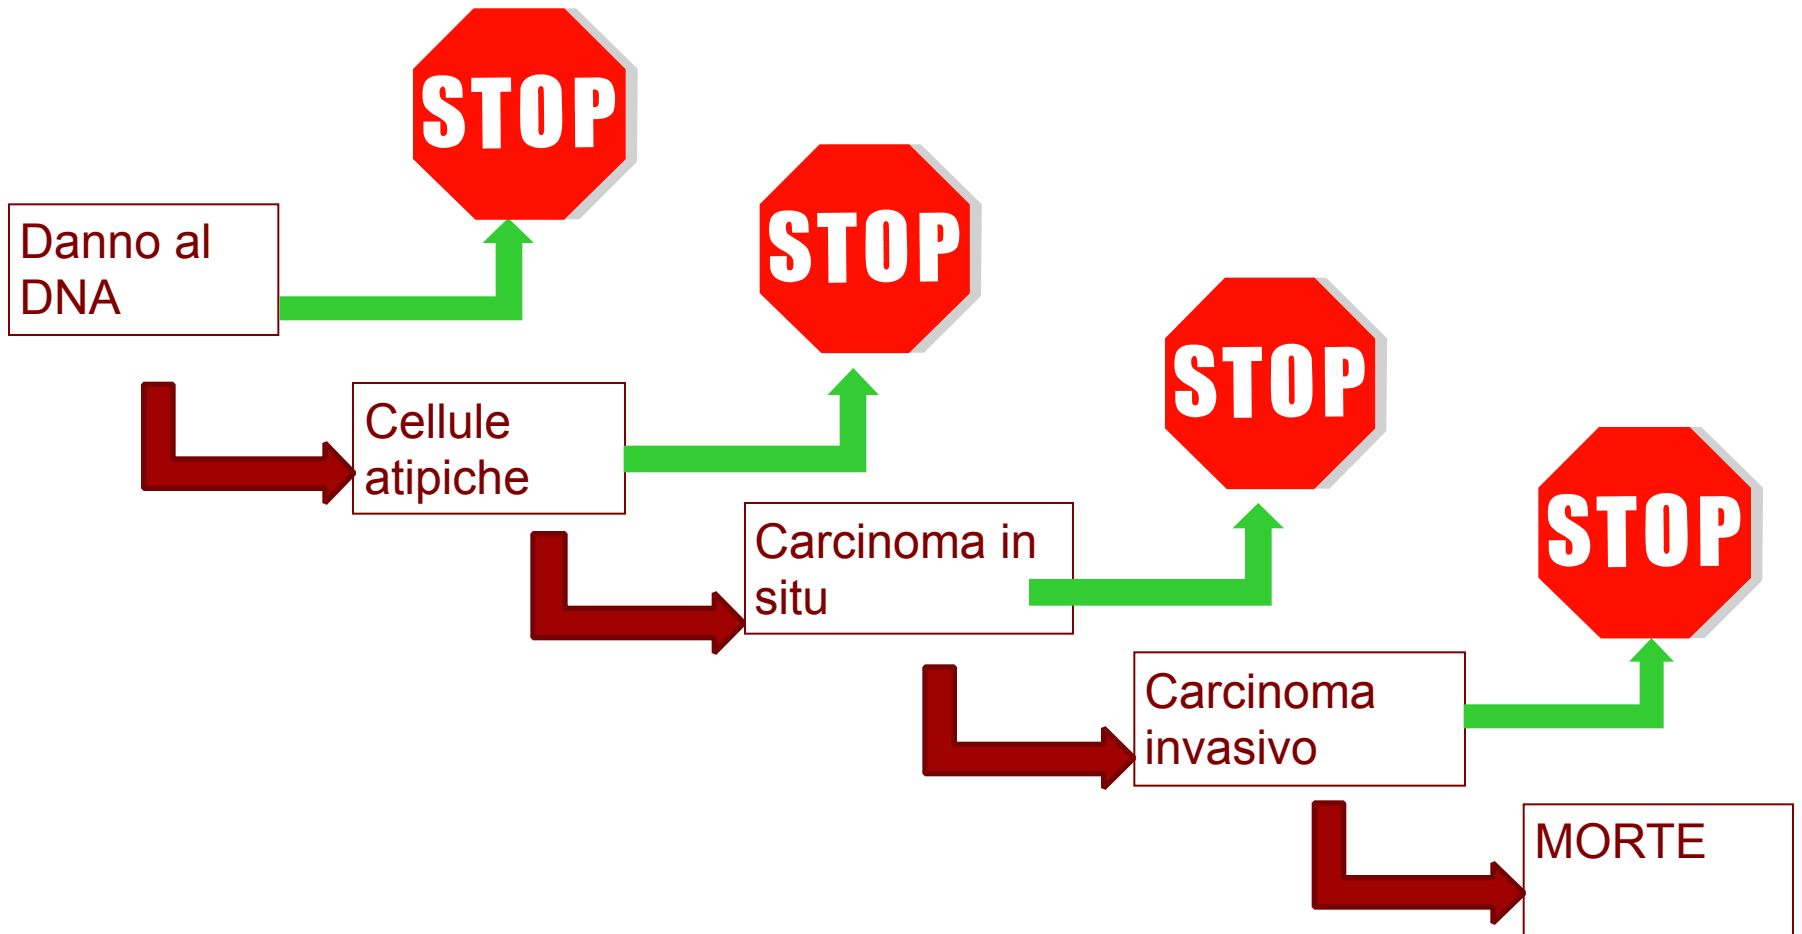 STOP
STOP
Danno al
DNA
STOP
Cellule
atipiche
STOP
Carcinoma in
situ
Carcinoma
invasivo
MORTE